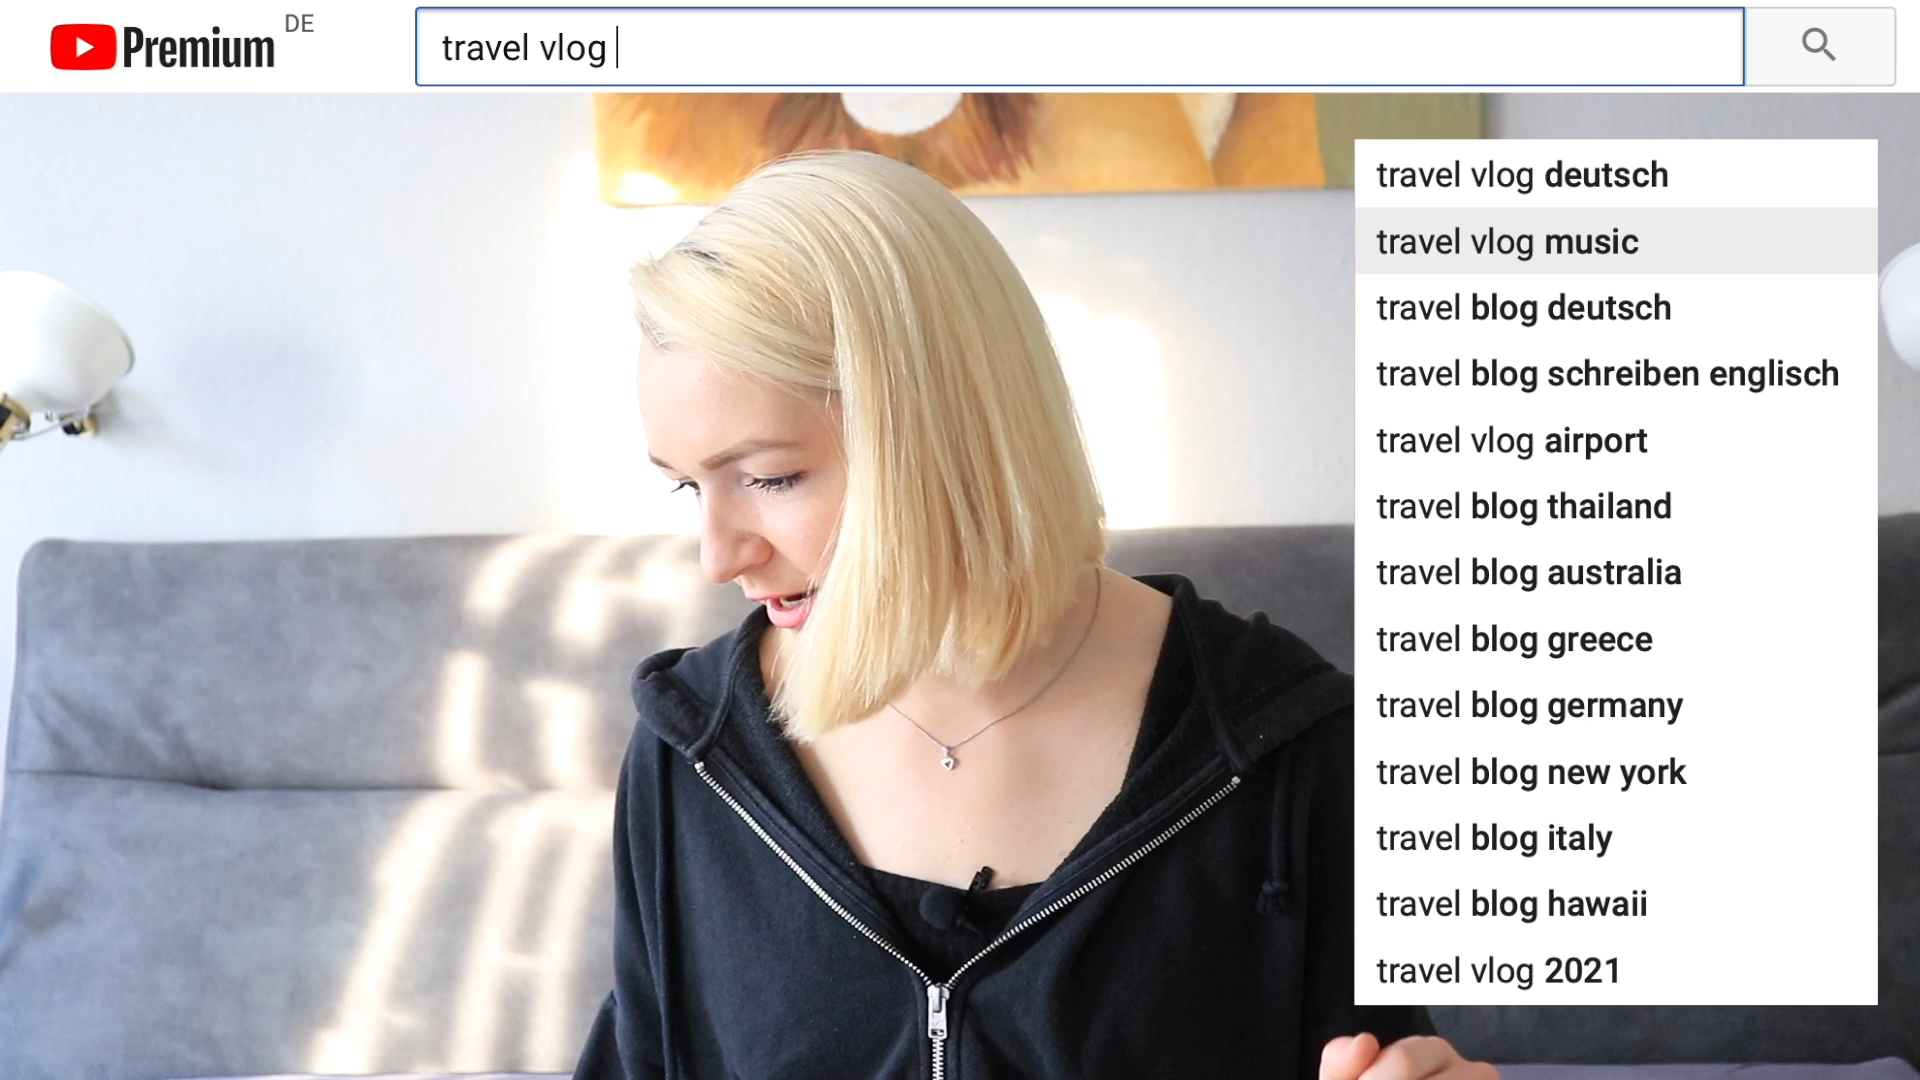 Premium DE
travel vlog
travel vlog deutsch
travel vlog music
travel blog deutsch
travel blog schreiben englisch
travel vlog airport
travel blog thailand
travel blog australia
travel blog greece
travel blog germany
travel blog new york
travel blog italy
travel blog hawaii
travel vlog 2021